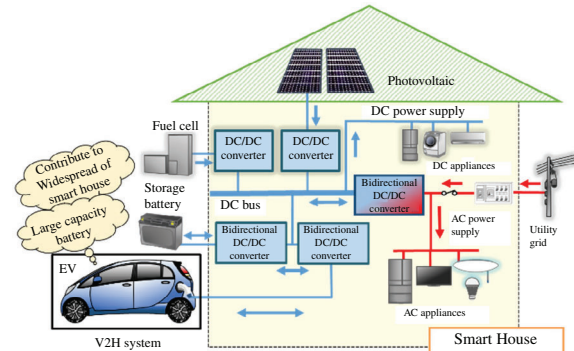 Photovoltaic
Fuel cell
DC/DC
converter
DC/DC
converter
DC power supply
DC appliances
Contribute to
Widespread of
smart house
Large capacity
battery
Storage
battery
DC bus
Bidirectional
DC/DC
converter
AC power
supply
Utility
grid
Bidirectional
DC/DC
converter
Bidirectional
DC/DC
converter
EV
AC appliances
V2H system
Smart House